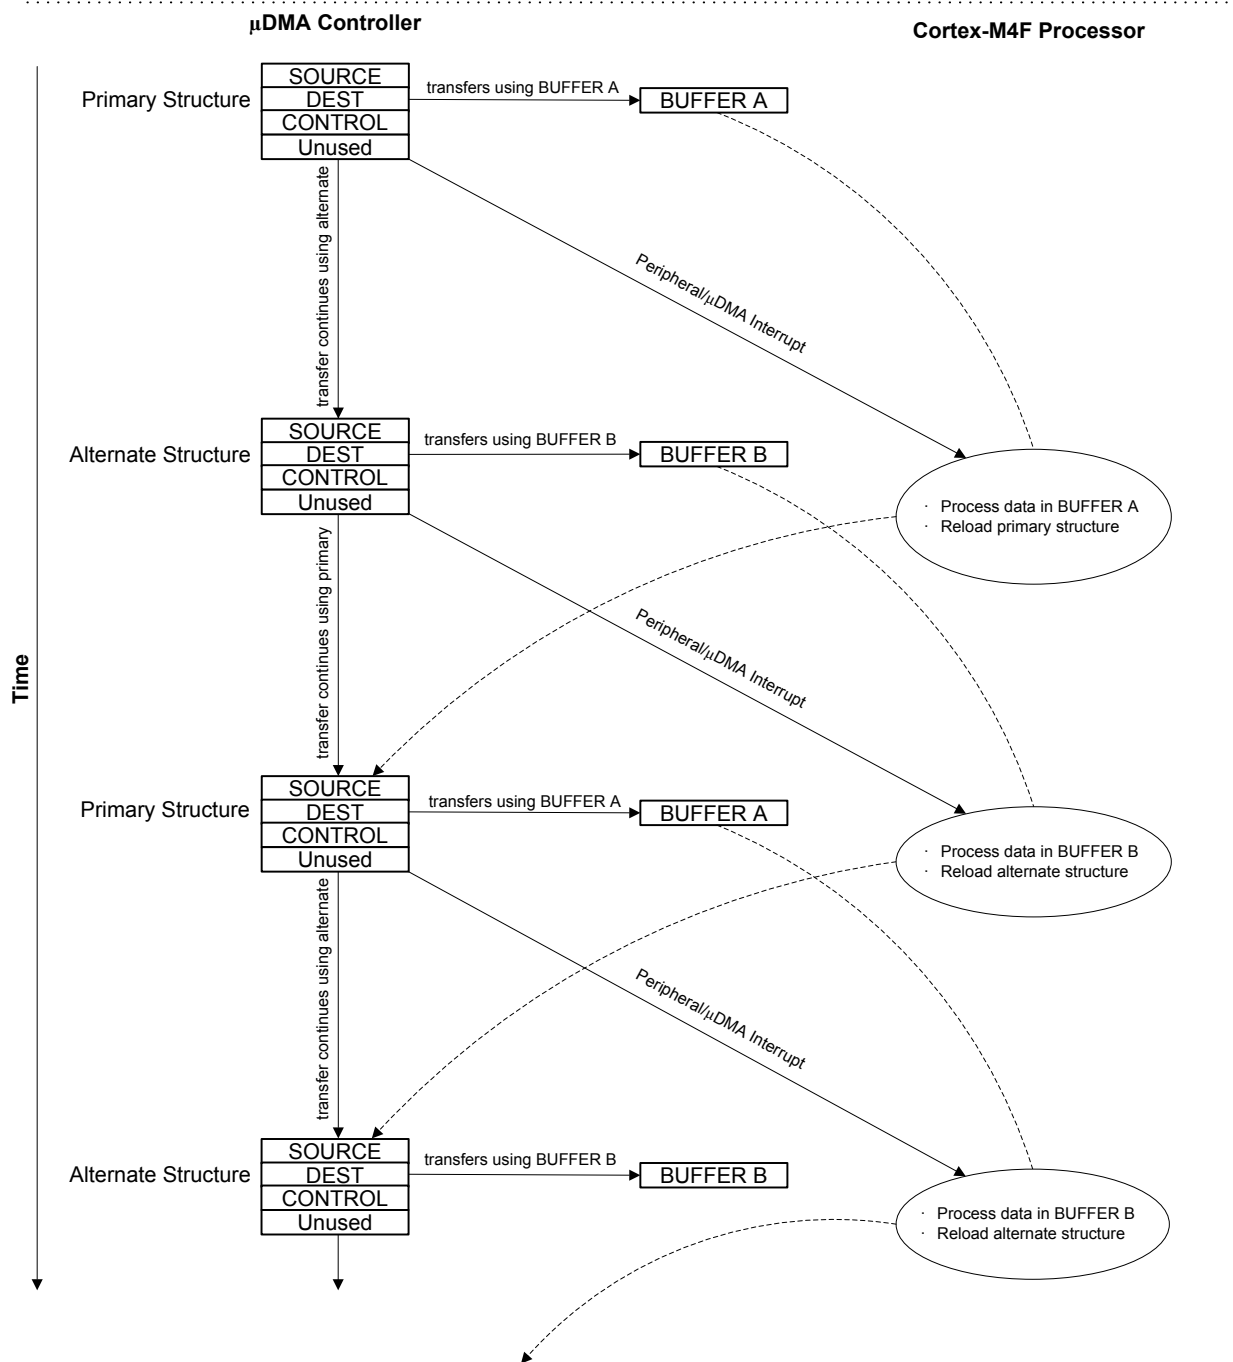 μDMA Controller
Cortex-M4F Processor
Primary Structure
SOURCE
DEST
CONTROL
Unused
transfers using BUFFER A
BUFFER A
transfer continues using alternate
Peripheral/μDMA Interrupt
Alternate Structure
SOURCE
DEST
CONTROL
Unused
transfers using BUFFER B
BUFFER B
· Process data in BUFFER A
· Reload primary structure
transfer continues using primary
Peripheral/μDMA Interrupt
Time
Primary Structure
SOURCE
DEST
CONTROL
Unused
transfers using BUFFER A
BUFFER A
· Process data in BUFFER B
· Reload alternate structure
transfer continues using alternate
Peripheral/μDMA Interrupt
Alternate Structure
SOURCE
DEST
CONTROL
Unused
transfers using BUFFER B
BUFFER B
· Process data in BUFFER B
· Reload alternate structure